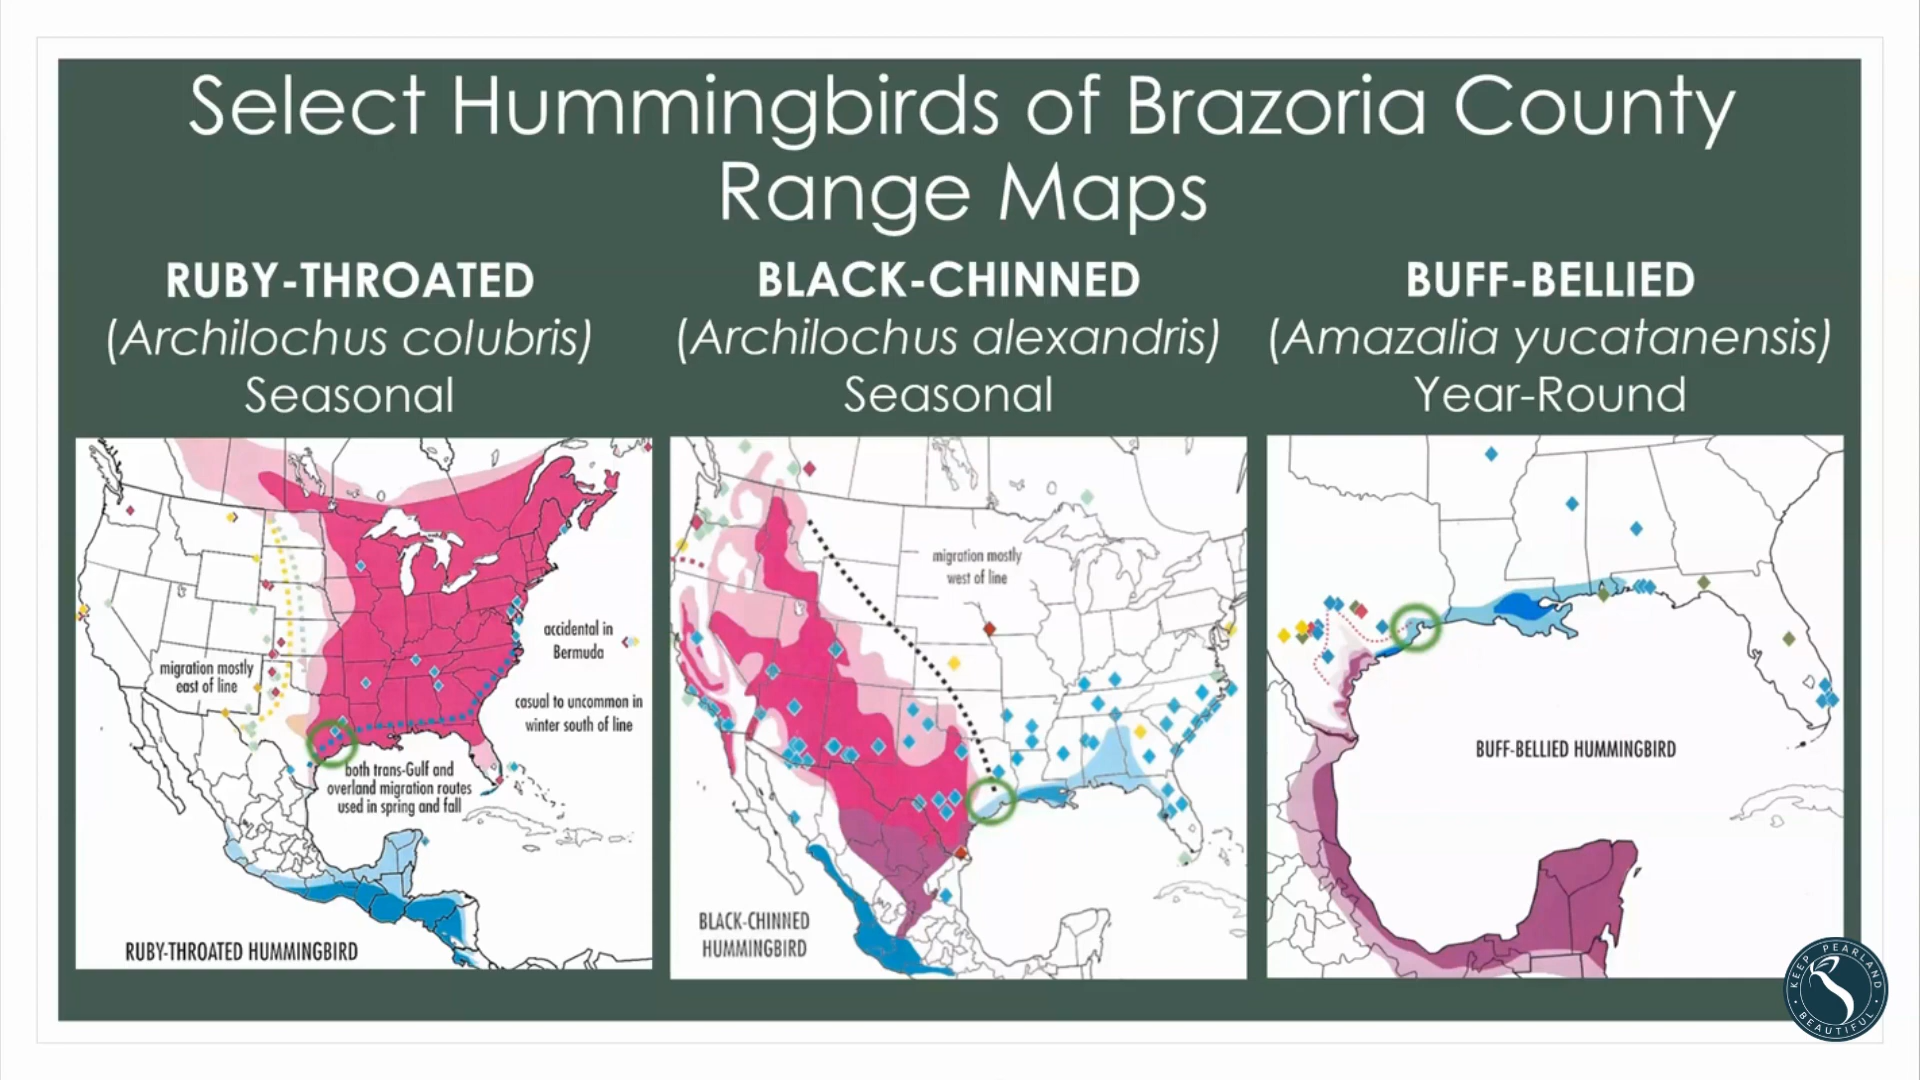 Select Hummingbirds of Brazoria County
Range Maps
RUBY-THROATED
(Archilochus colubris)
Seasonal
BLACK-CHINNED
(Archilochus alexandris)
Seasonal
BUFF-BELLIED
(Amazalia yucatanensis)
Year-Round
migration mostly
east of line
accidental in
Bermuda
casual to uncommon in
winter south of line
both trans-Gulf and
overland migration routes
used in spring and fall
RUBY-THROATED HUMMINGBIRD
migration mostly
west of line
BLACK-CHINNED
HUMMINGBIRD
BUFF-BELLIED HUMMINGBIRD
KEEP PEARLAND
BEAUTIFUL